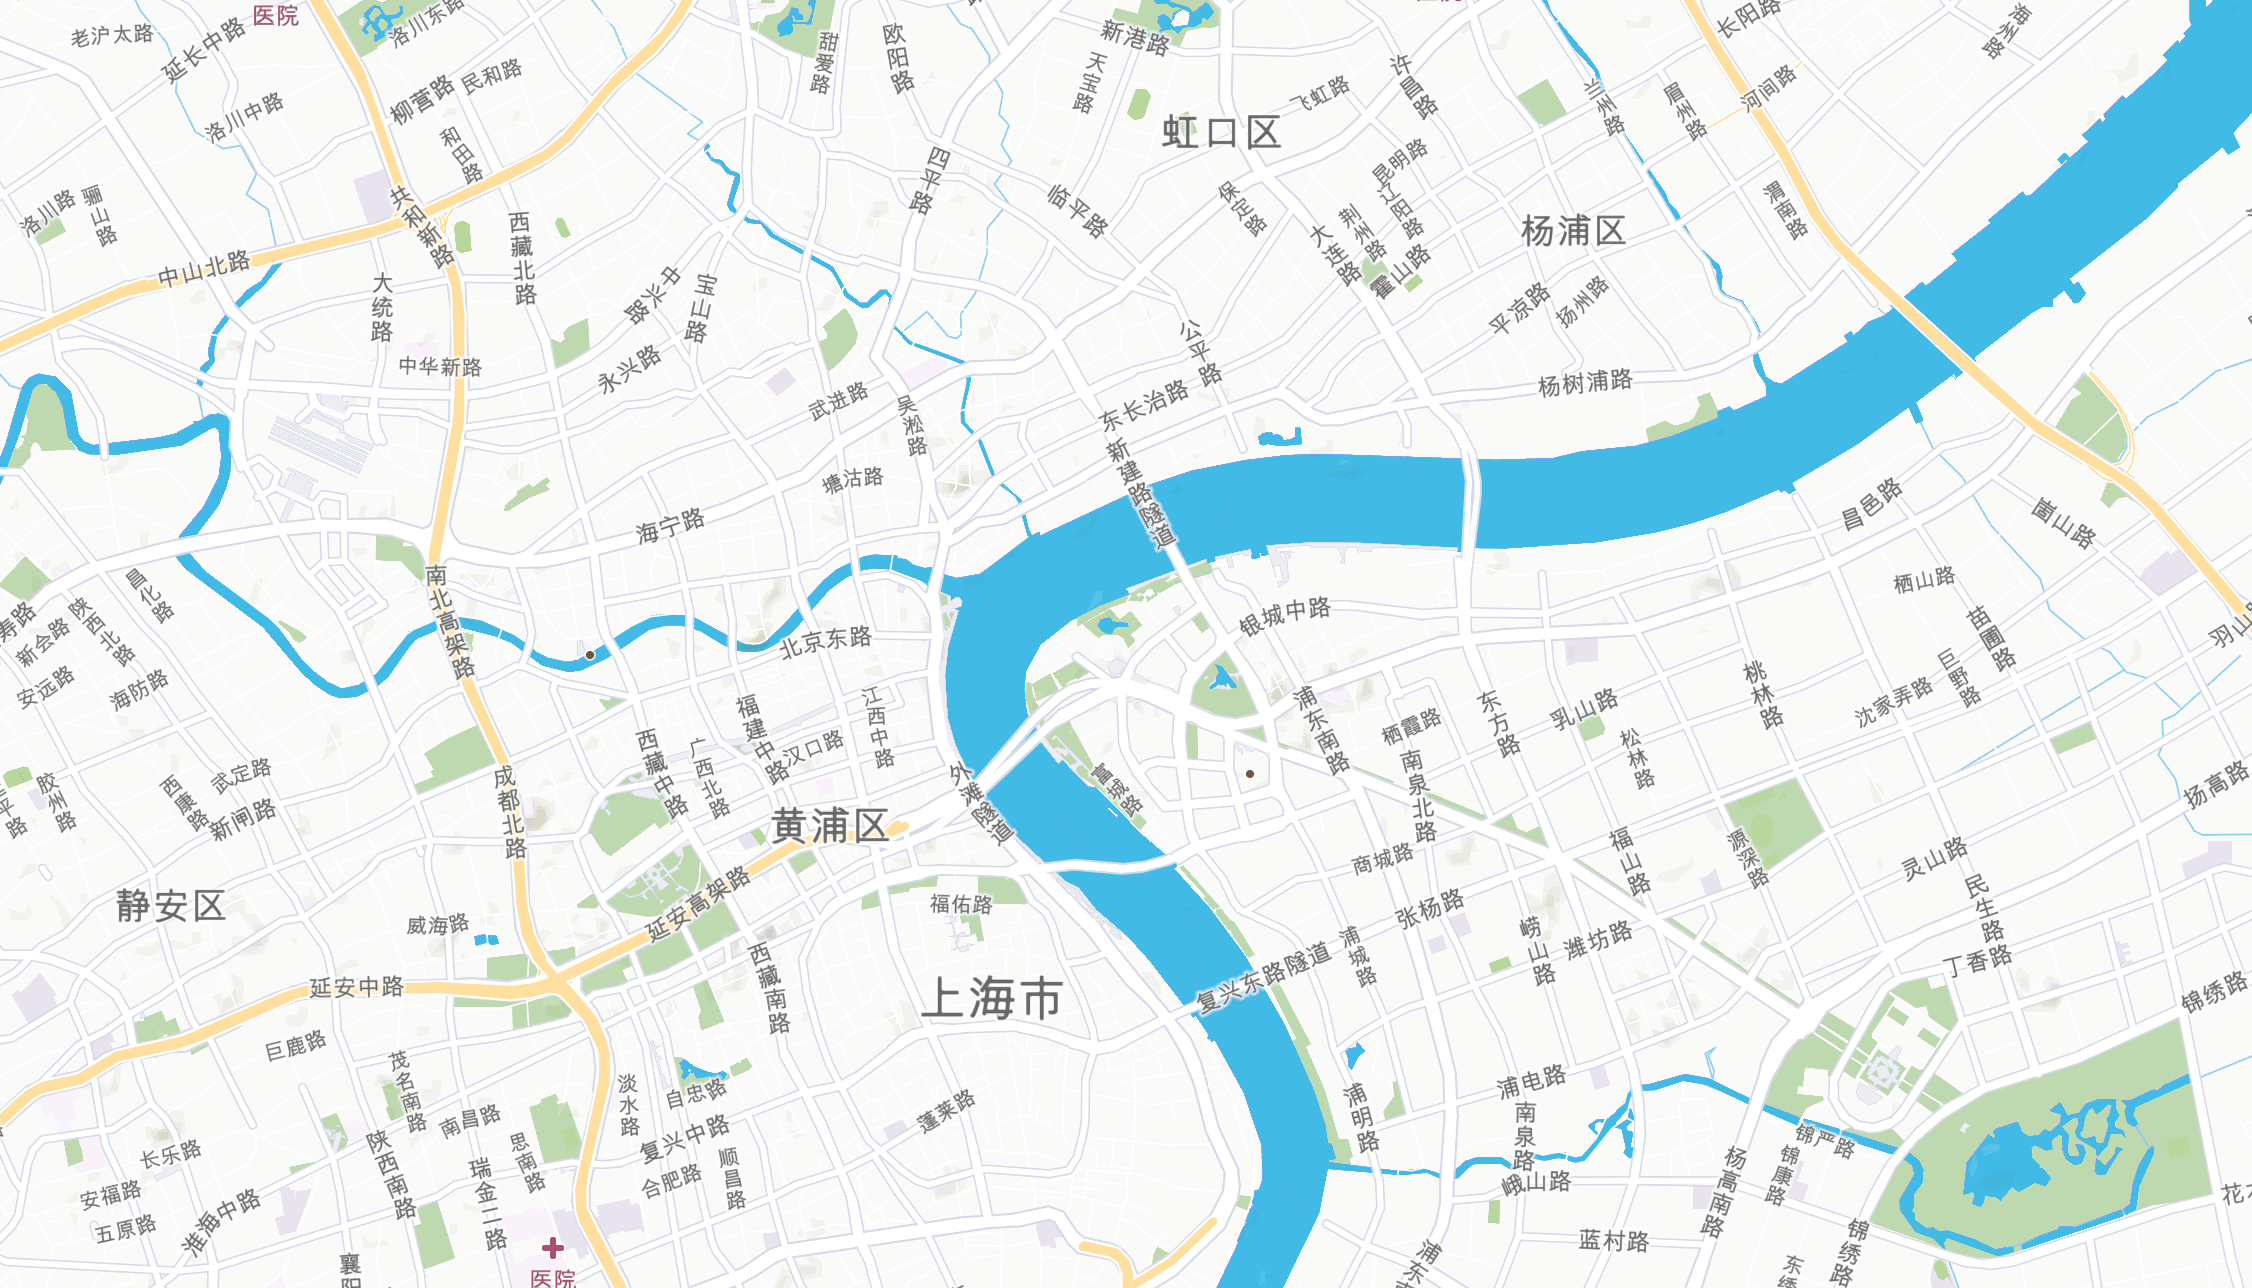 医院
老沪太路
延长中路
洛川东路
甜爱路
欧阳路
新港路
天宝路
许昌路
飞虹路
兰州路
眉州路
河间路
长阳路
海州路
柳营路
民和路
洛川中路
和田路
虹口区
昆明路
四平路
临平路
保定路
辽阳路
荆州路
大连路
霍山路
杨浦区
渭南路
洛川路
骊山路
共和新路
西藏北路
中山北路
大统路
中兴路
宝山路
中华新路
永兴路
公平路
平凉路
扬州路
杨树浦路
武进路
吴淞路
东长治路
新建路隧道
塘沽路
海宁路
昌邑路
崮山路
栖山路
苗圃路
羽山路
昌化路
陕西北路
新会路
安远路
海防路
南北高架路
北京东路
银城中路
江西中路
福建中路
汉口路
广西北路
西藏中路
浦东南路
栖霞路
东方路
乳山路
松林路
桃林路
巨野路
沈家弄路
南泉北路
富城路
外滩隧道
扬高路
胶州路
西康路
武定路
新闸路
成都北路
黄浦区
商城路
福山路
源深路
灵山路
静安区
威海路
延安高架路
福佑路
张杨路
崂山路
潍坊路
民生路
丁香路
锦绣路
延安中路
西藏南路
上海市
复兴东路隧道
浦城路
巨鹿路
茂名南路
淡水路
自忠路
浦电路
浦明路
南昌路
思南路
复兴中路
蓬莱路
南泉路
峨山路
锦严路
锦康路
杨高南路
长乐路
陕西南路
瑞金二路
合肥路
顺昌路
安福路
五原路
淮海中路
蓝村路
锦绣路
医院